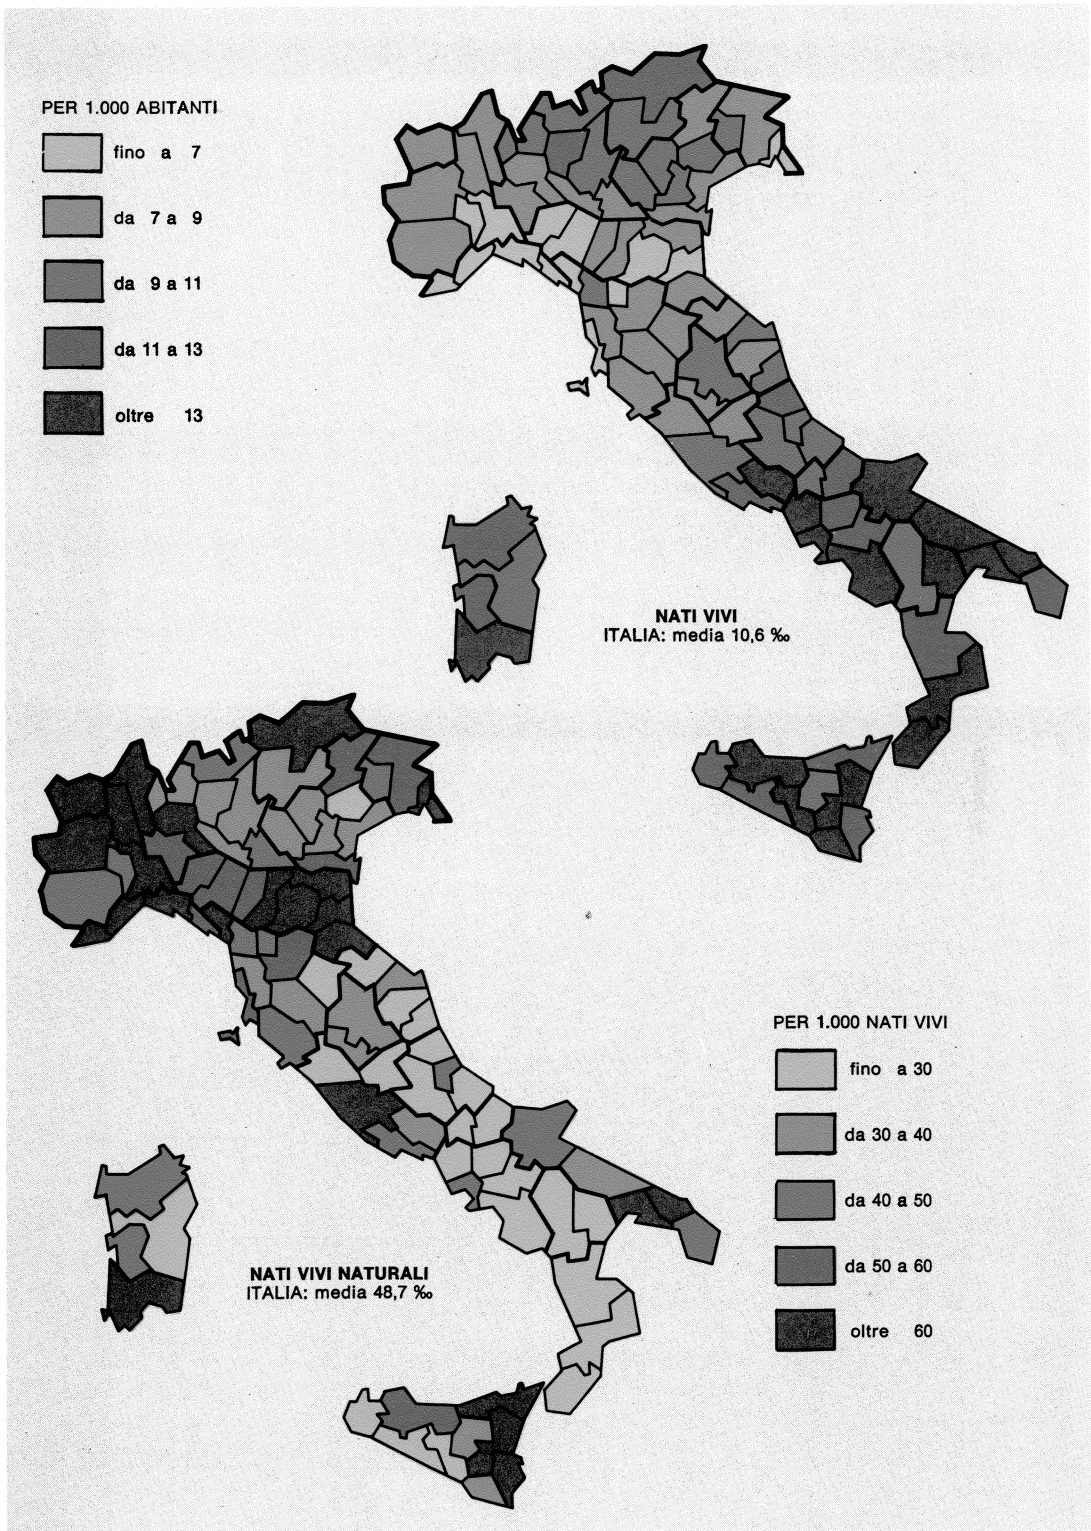 PER 1.000 ABITANTI
fino a 7
da 7 a 9
da 9 a 11
da 11 a 13
oltre 13
NATI VIVI
ITALIA: media 10,6 ‰
PER 1.000 NATI VIVI
fino a 30
da 30 a 40
da 40 a 50
da 50 a 60
oltre 60
NATI VIVI NATURALI
ITALIA: media 48,7 ‰